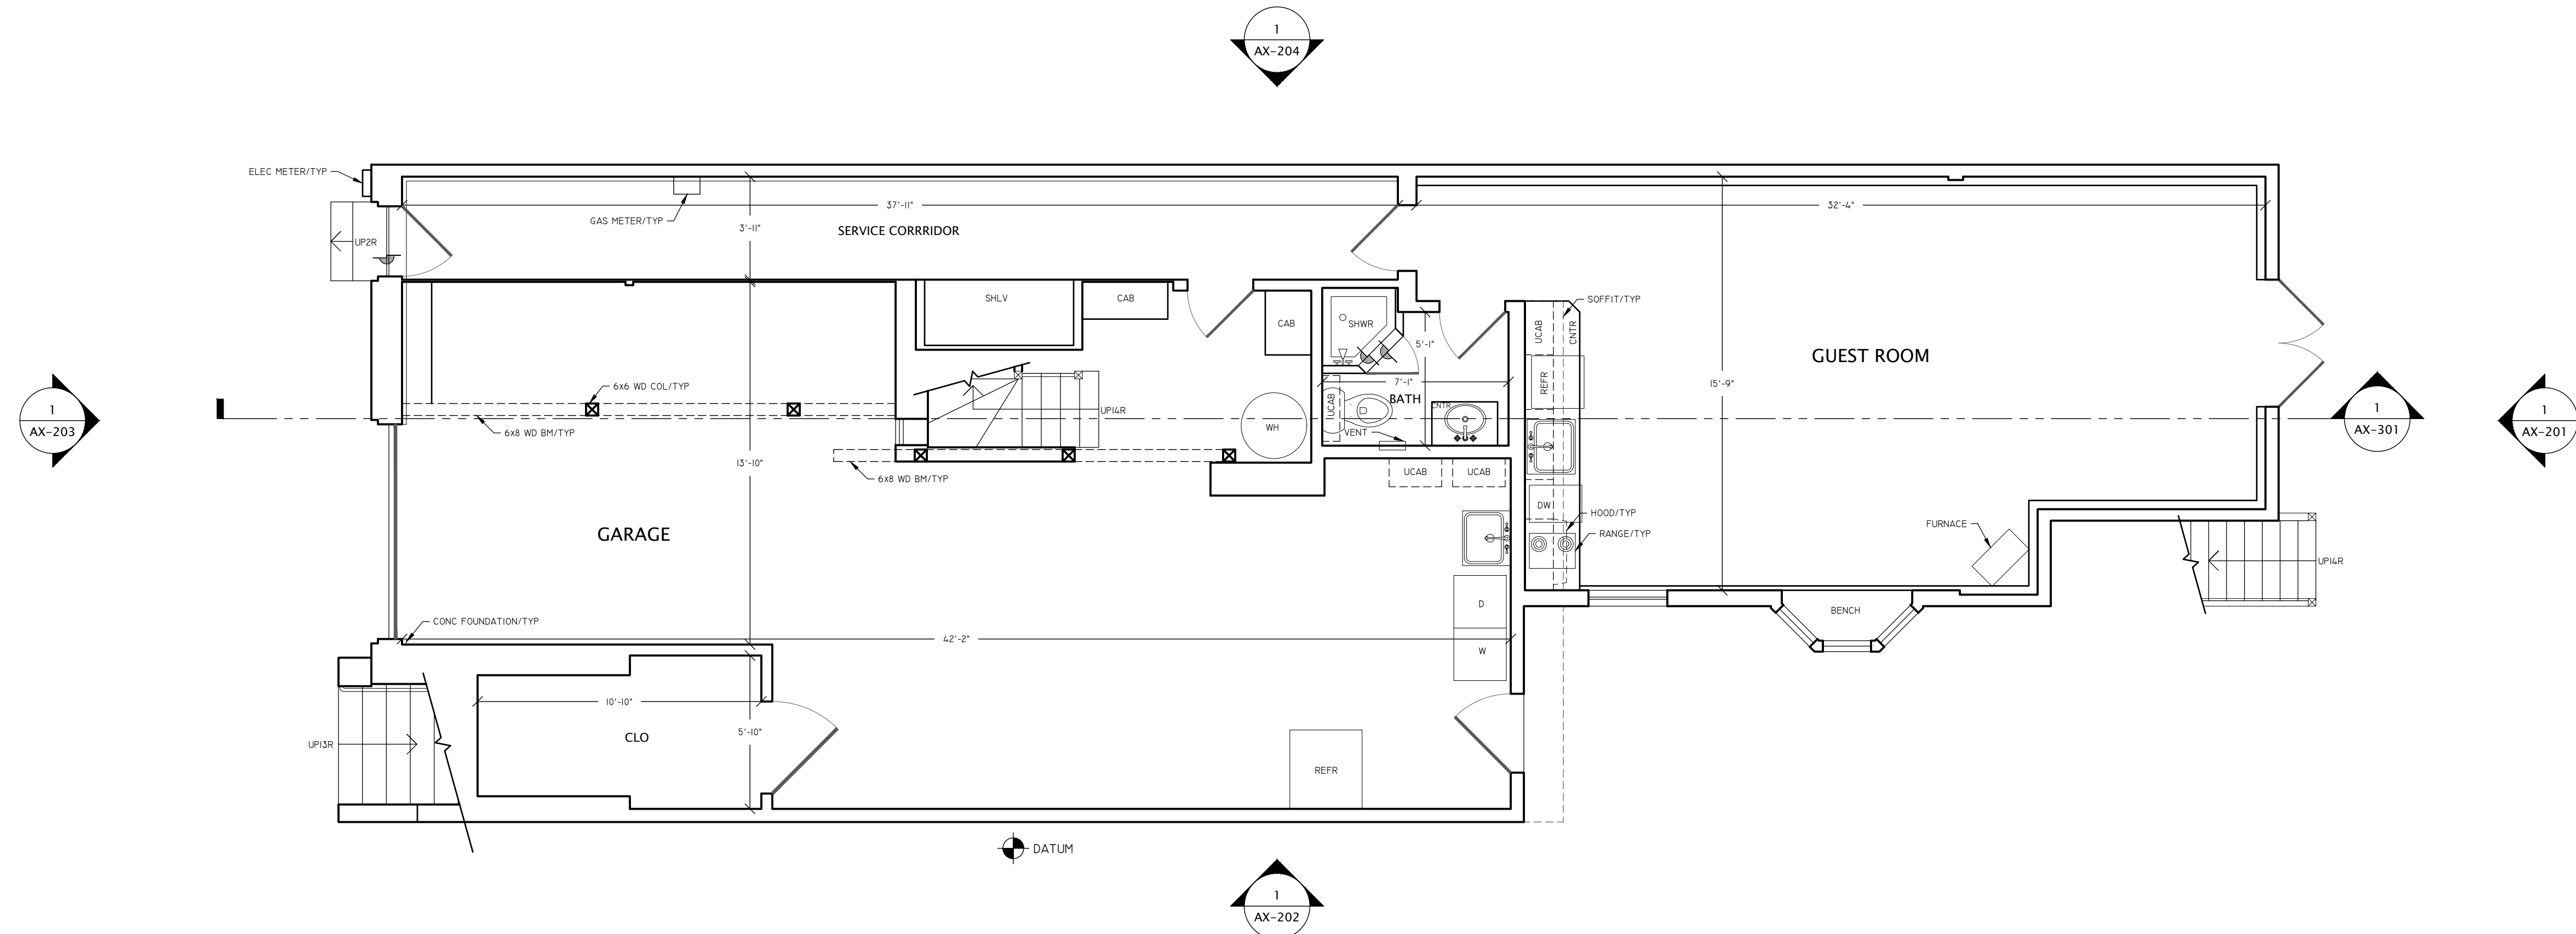 1
AX-204
ELEC METER/TYP
GAS METER/TYP
37'-11"
3'-11"
SERVICE CORRRIDOR
32'-4"
UP2R
SHLV
CAB
CAB
SHWR
5'-1"
UCAB
CNTR
SOFFIT/TYP
GUEST ROOM
15'-9"
REFR
7'-1"
BATH
UCAB
CNTR
VENT
6x6 WD COL/TYP
6x8 WD BM/TYP
UP14R
WH
1
AX-203
1
AX-301
1
AX-201
13'-10"
6x8 WD BM/TYP
UCAB
UCAB
DW
HOOD/TYP
RANGE/TYP
FURNACE
GARAGE
UP14R
D
W
BENCH
CONC FOUNDATION/TYP
42'-2"
10'-10"
CLO
5'-10"
UP13R
REFR
DATUM
1
AX-202